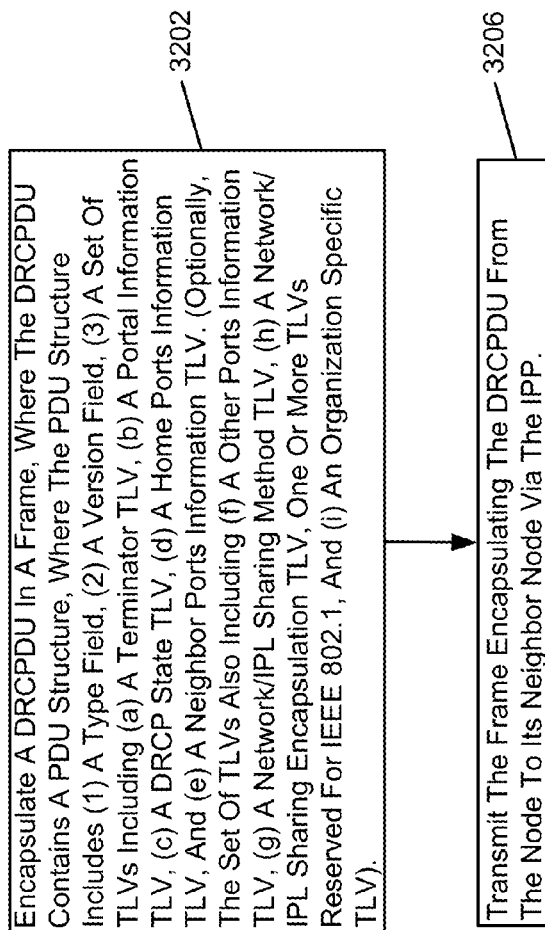 Encapsulate A DRCPDU In A Frame, Where The DRCPDU
Contains A PDU Structure, Where The PDU Structure
Includes (1) A Type Field, (2) A Version Field, (3) A Set Of
TLVs Including (a) A Terminator TLV, (b) A Portal Information
TLV, (c) A DRCP State TLV, (d) A Home Ports Information
TLV, And (e) A Neighbor Ports Information TLV. (Optionally,
The Set Of TLVs Also Including (f) A Other Ports Information
TLV, (g) A Network/IPL Sharing Method TLV, (h) A Network/
IPL Sharing Encapsulation TLV, One Or More TLVs
Reserved For IEEE 802.1, And (i) An Organization Specific
TLV).
3202
Transmit The Frame Encapsulating The DRCPDU From
The Node To Its Neighbor Node Via The IPP.
3206